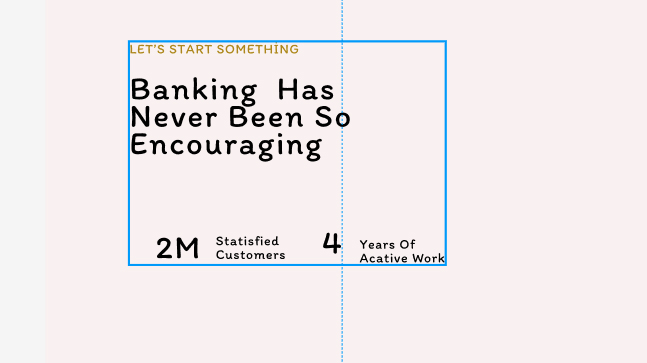 LET'S START SOMETHING
Banking Has
Never Been So
Encouraging
2M
Statisfied
Customers
4
Years Of
Acative Work